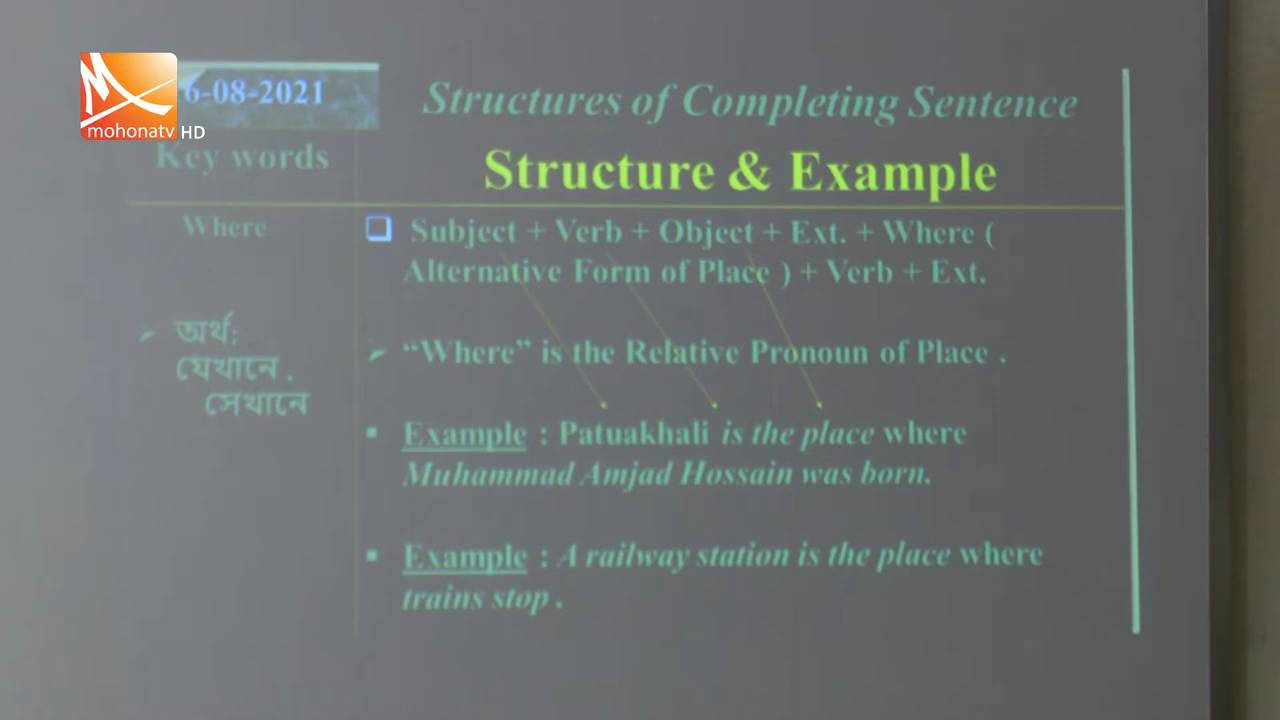 mohonatv HD
6-08-2021
Structures of Completing Sentence
Key words
Structure & Example
Where
❑ Subject + Verb + Object + Ext. + Where (
Alternative Form of Place ) + Verb + Ext.
➢ অর্থ:
যেখানে ,
সেখানে
➢ “Where” is the Relative Pronoun of Place .
▪ Example : Patuakhali is the place where
Muhammad Amjad Hossain was born.
▪ Example : A railway station is the place where
trains stop .